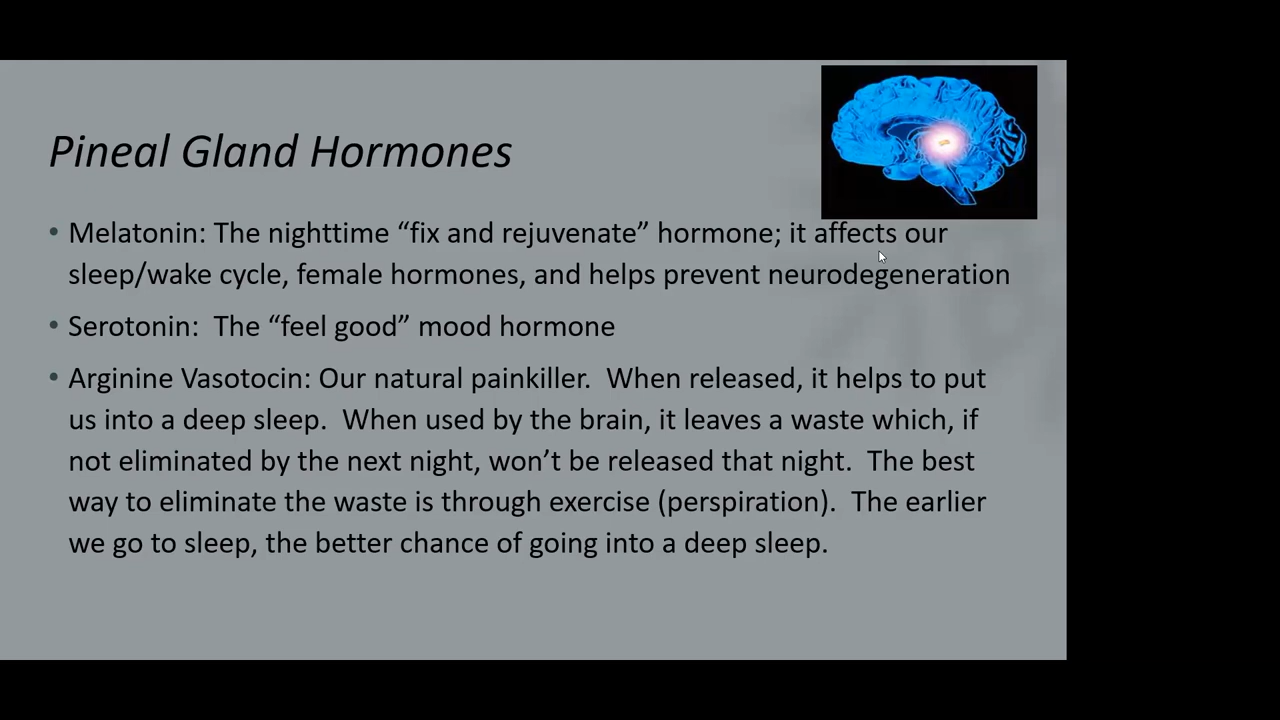 Pineal Gland Hormones
• Melatonin: The nighttime “fix and rejuvenate” hormone; it affects our
sleep/wake cycle, female hormones, and helps prevent neurodegeneration
• Serotonin:  The “feel good” mood hormone
• Arginine Vasotocin: Our natural painkiller.  When released, it helps to put
us into a deep sleep.  When used by the brain, it leaves a waste which, if
not eliminated by the next night, won’t be released that night.  The best
way to eliminate the waste is through exercise (perspiration).  The earlier
we go to sleep, the better chance of going into a deep sleep.